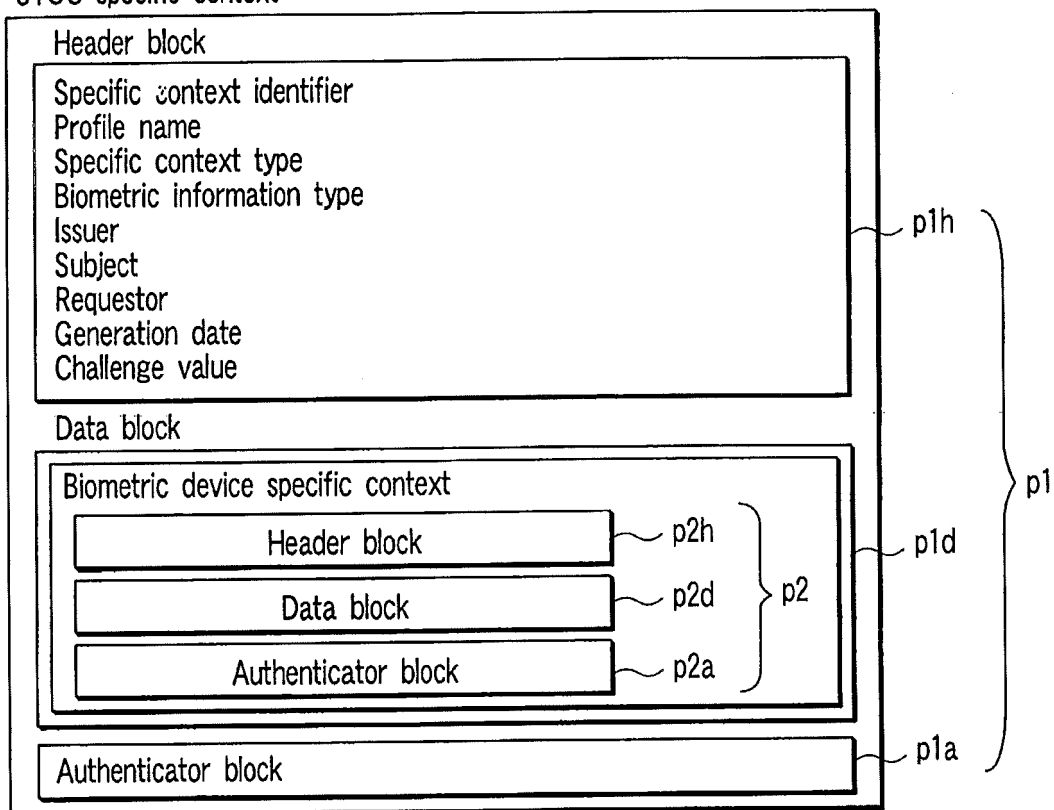 specific context
Header block
Specific context identifier
Profile name
Specific context type
Biometric information type
Issuer
Subject
Requestor
Generation date
Challenge value
p1h
Data block
Biometric device specific context
Header block
p2h
Data block
p2d
Authenticator block
p2a
p2
p1d
p1
Authenticator block
p1a